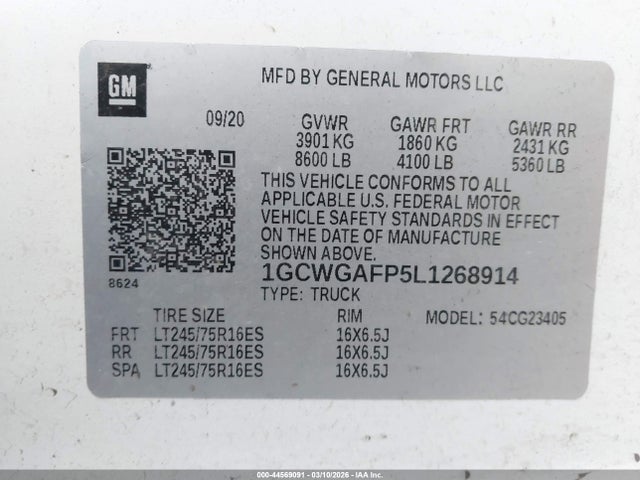 GM
MFD BY GENERAL MOTORS LLC
09/20 GVWR GAWR FRT GAWR RR
3901 KG 1860 KG 2431 KG
8600 LB 4100 LB 5360 LB
THIS VEHICLE CONFORMS TO ALL
APPLICABLE U.S. FEDERAL MOTOR
VEHICLE SAFETY STANDARDS IN EFFECT
ON THE DATE OF MANUFACTURE
SHOWN ABOVE.
8624
1GCWGAFP5L1268914
TYPE: TRUCK
TIRE SIZE RIM MODEL: 54CG23405
FRT LT245/75R16ES 16X6.5J
RR LT245/75R16ES 16X6.5J
SPA LT245/75R16ES 16X6.5J
000-44569091 - 03/10/2026 - IAAI.CA